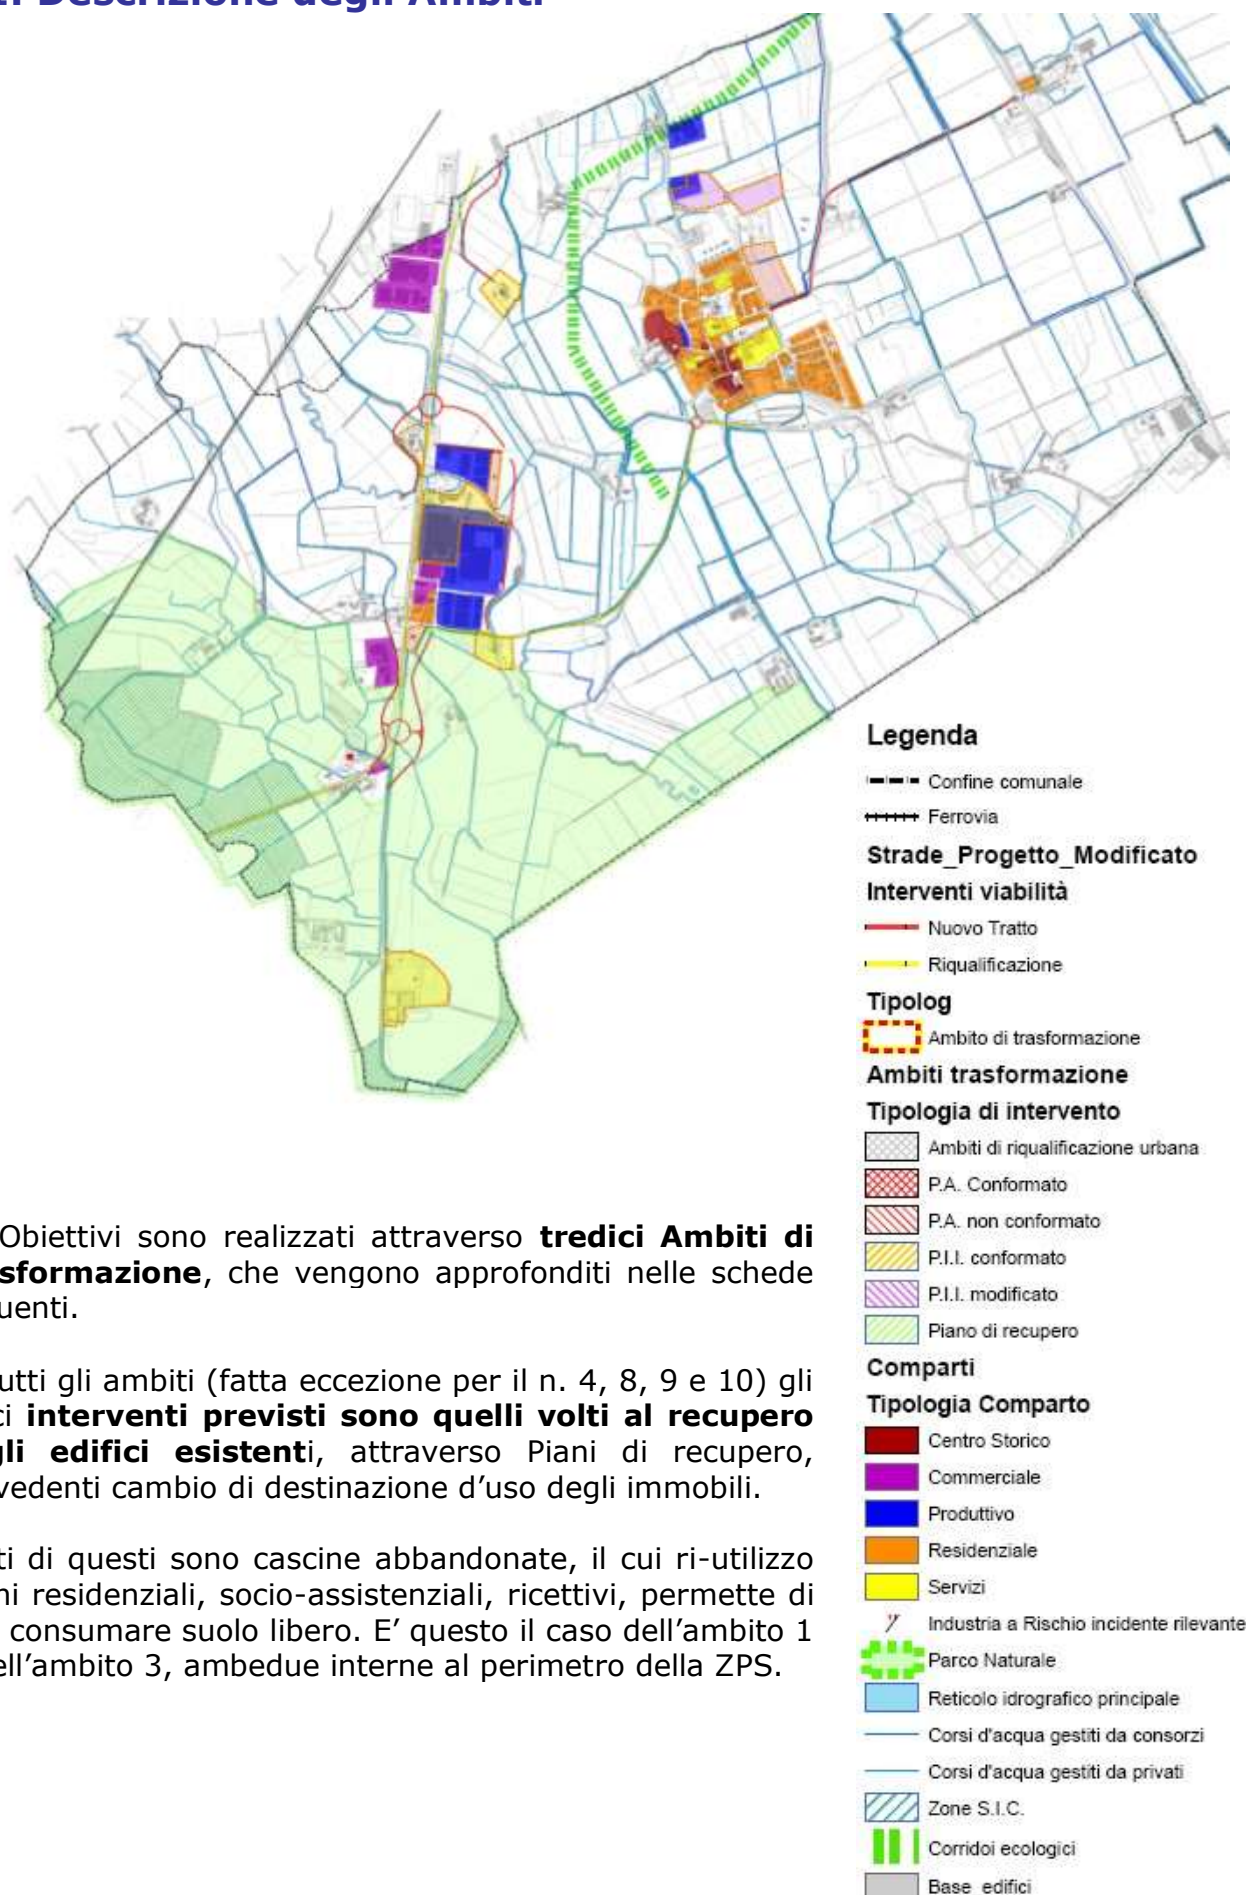 Descrizione degli Ambiti
Legenda
Confine comunale
Ferrovia
Strade_Progetto_Modificato
Interventi viabilità
Nuovo Tratto
Riqualificazione
Tipolog
Ambito di trasformazione
Ambiti trasformazione
Tipologia di intervento
Ambiti di riqualificazione urbana
P.A. Conformato
P.A. non conformato
P.I.I. conformato
P.I.I. modificato
Piano di recupero
Comparti
Tipologia Comparto
Centro Storico
Commerciale
Produttivo
Residenziale
Servizi
Industria a Rischio incidente rilevante
Parco Naturale
Reticolo idrografico principale
Corsi d'acqua gestiti da consorzi
Corsi d'acqua gestiti da privati
Zone S.I.C.
Corridoi ecologici
Base_edifici
Obiettivi sono realizzati attraverso tredici Ambiti di
sformazione, che vengono approfonditi nelle schede
uenti.
utti gli ambiti (fatta eccezione per il n. 4, 8, 9 e 10) gli
ci interventi previsti sono quelli volti al recupero
gli edifici esistenti, attraverso Piani di recupero,
vedenti cambio di destinazione d’uso degli immobili.
ti di questi sono cascine abbandonate, il cui ri-utilizzo
ni residenziali, socio-assistenziali, ricettivi, permette di
consumare suolo libero. E’ questo il caso dell’ambito 1
ell’ambito 3, ambedue interne al perimetro della ZPS.